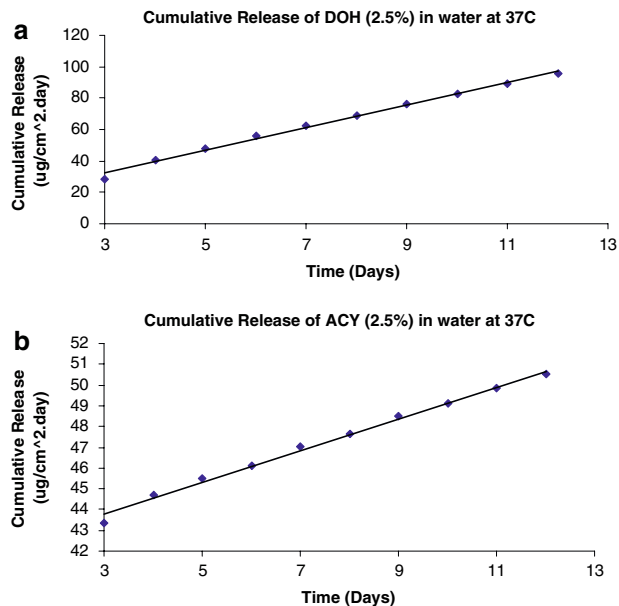 a
Cumulative Release of DOH (2.5%) in water at 37C
Cumulative Release
(ug/cm^2.day)
120
100
80
60
40
20
0
3 5 7 9 11 13
Time (Days)
b
Cumulative Release of ACY (2.5%) in water at 37C
Cumulative Release
(ug/cm^2.day)
52
51
50
49
48
47
46
45
44
43
42
3 5 7 9 11 13
Time (Days)